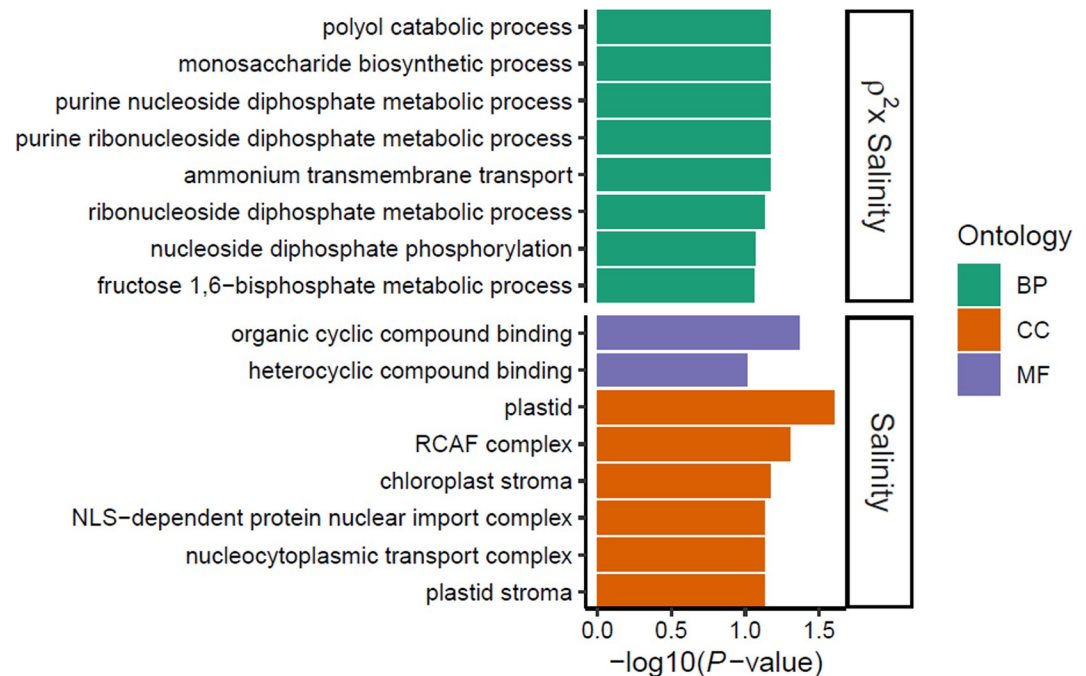 polyol catabolic process
monosaccharide biosynthetic process
purine nucleoside diphosphate metabolic process
purine ribonucleoside diphosphate metabolic process
ammonium transmembrane transport
ribonucleoside diphosphate metabolic process
nucleoside diphosphate phosphorylation
fructose 1,6−bisphosphate metabolic process
ρ²x Salinity
organic cyclic compound binding
heterocyclic compound binding
plastid
RCAF complex
chloroplast stroma
NLS−dependent protein nuclear import complex
nucleocytoplasmic transport complex
plastid stroma
Salinity
0.0 0.5 1.0 1.5
−log10(P−value)
Ontology
BP
CC
MF